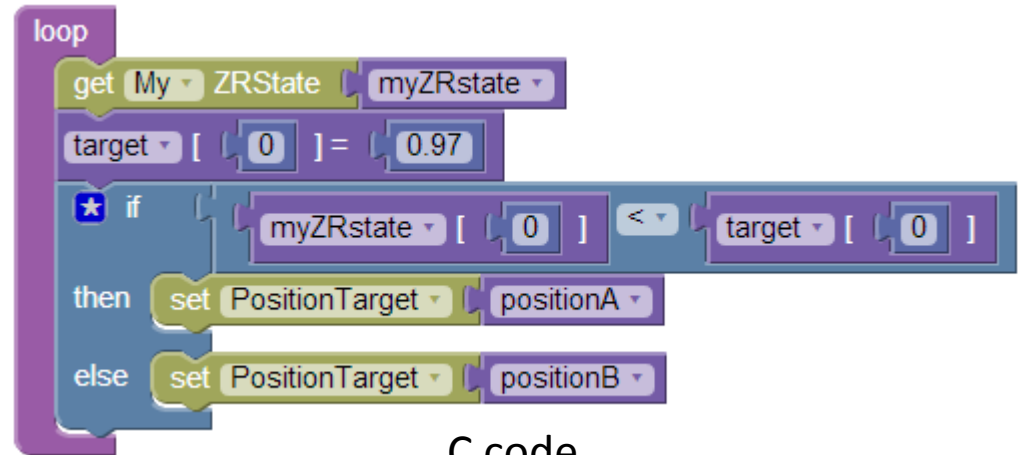 loop
get My ZRState myZRstate
target [ 0 ] = 0.97
if myZRstate [ 0 ] < target [ 0 ]
then set PositionTarget positionA
else set PositionTarget positionB
C code